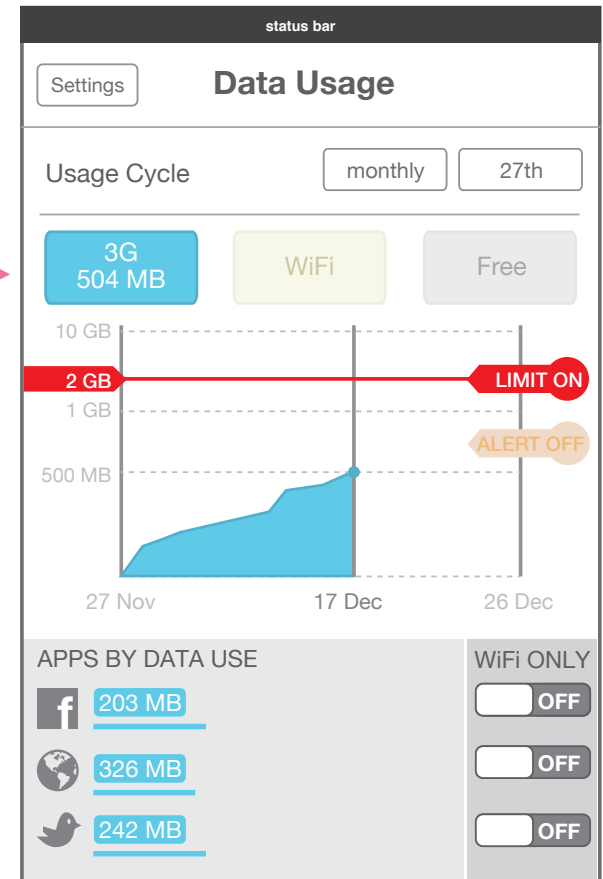 status bar
Settings
Data Usage
Usage Cycle
monthly
27th
3G
504 MB
WiFi
Free
10 GB
2 GB
LIMIT ON
1 GB
ALERT OFF
500 MB
27 Nov
17 Dec
26 Dec
APPS BY DATA USE
WiFi ONLY
f
203 MB
OFF
326 MB
OFF
242 MB
OFF